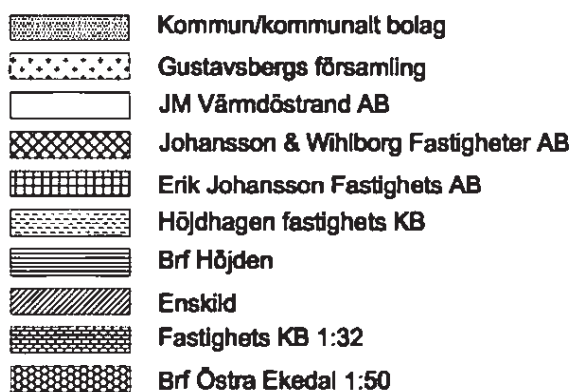 Kommun/kommunalt bolag
Gustavsbergs församling
JM Värmdöstrand AB
Johansson & Wihlborg Fastigheter AB
Erik Johansson Fastighets AB
Höjdhagen fastighets KB
Brf Höjden
Enskild
Fastighets KB 1:32
Brf Östra Ekedal 1:50